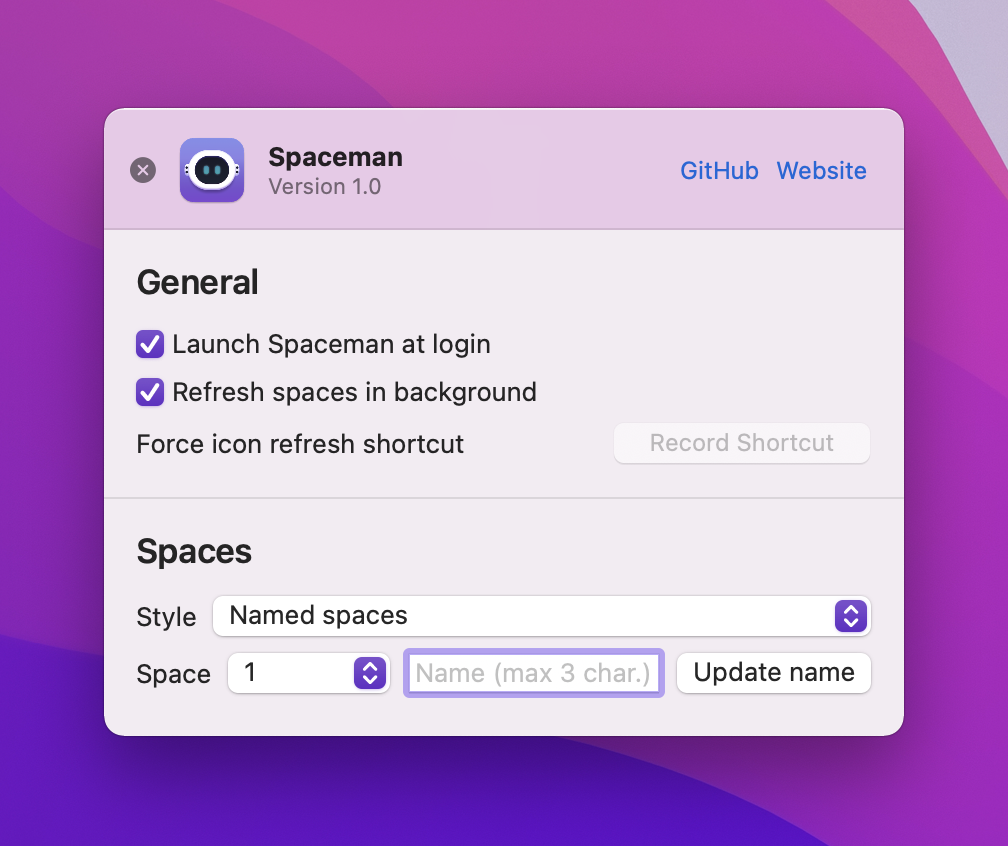 Spaceman
Version 1.0
GitHub Website
General
Launch Spaceman at login
Refresh spaces in background
Force icon refresh shortcut Record Shortcut
Spaces
Style Named spaces
Space 1 Name (max 3 char.) Update name